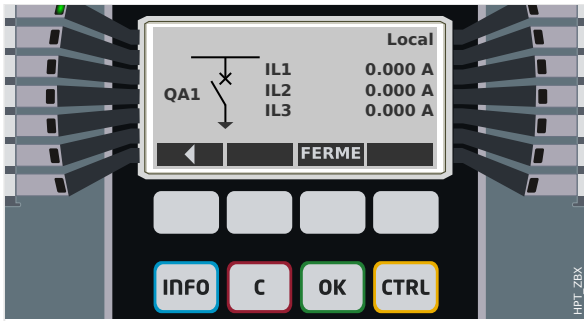 Local
IL1 0.000 A
QA1 IL2 0.000 A
IL3 0.000 A
FERME
INFO C OK CTRL
HPT_ZBX